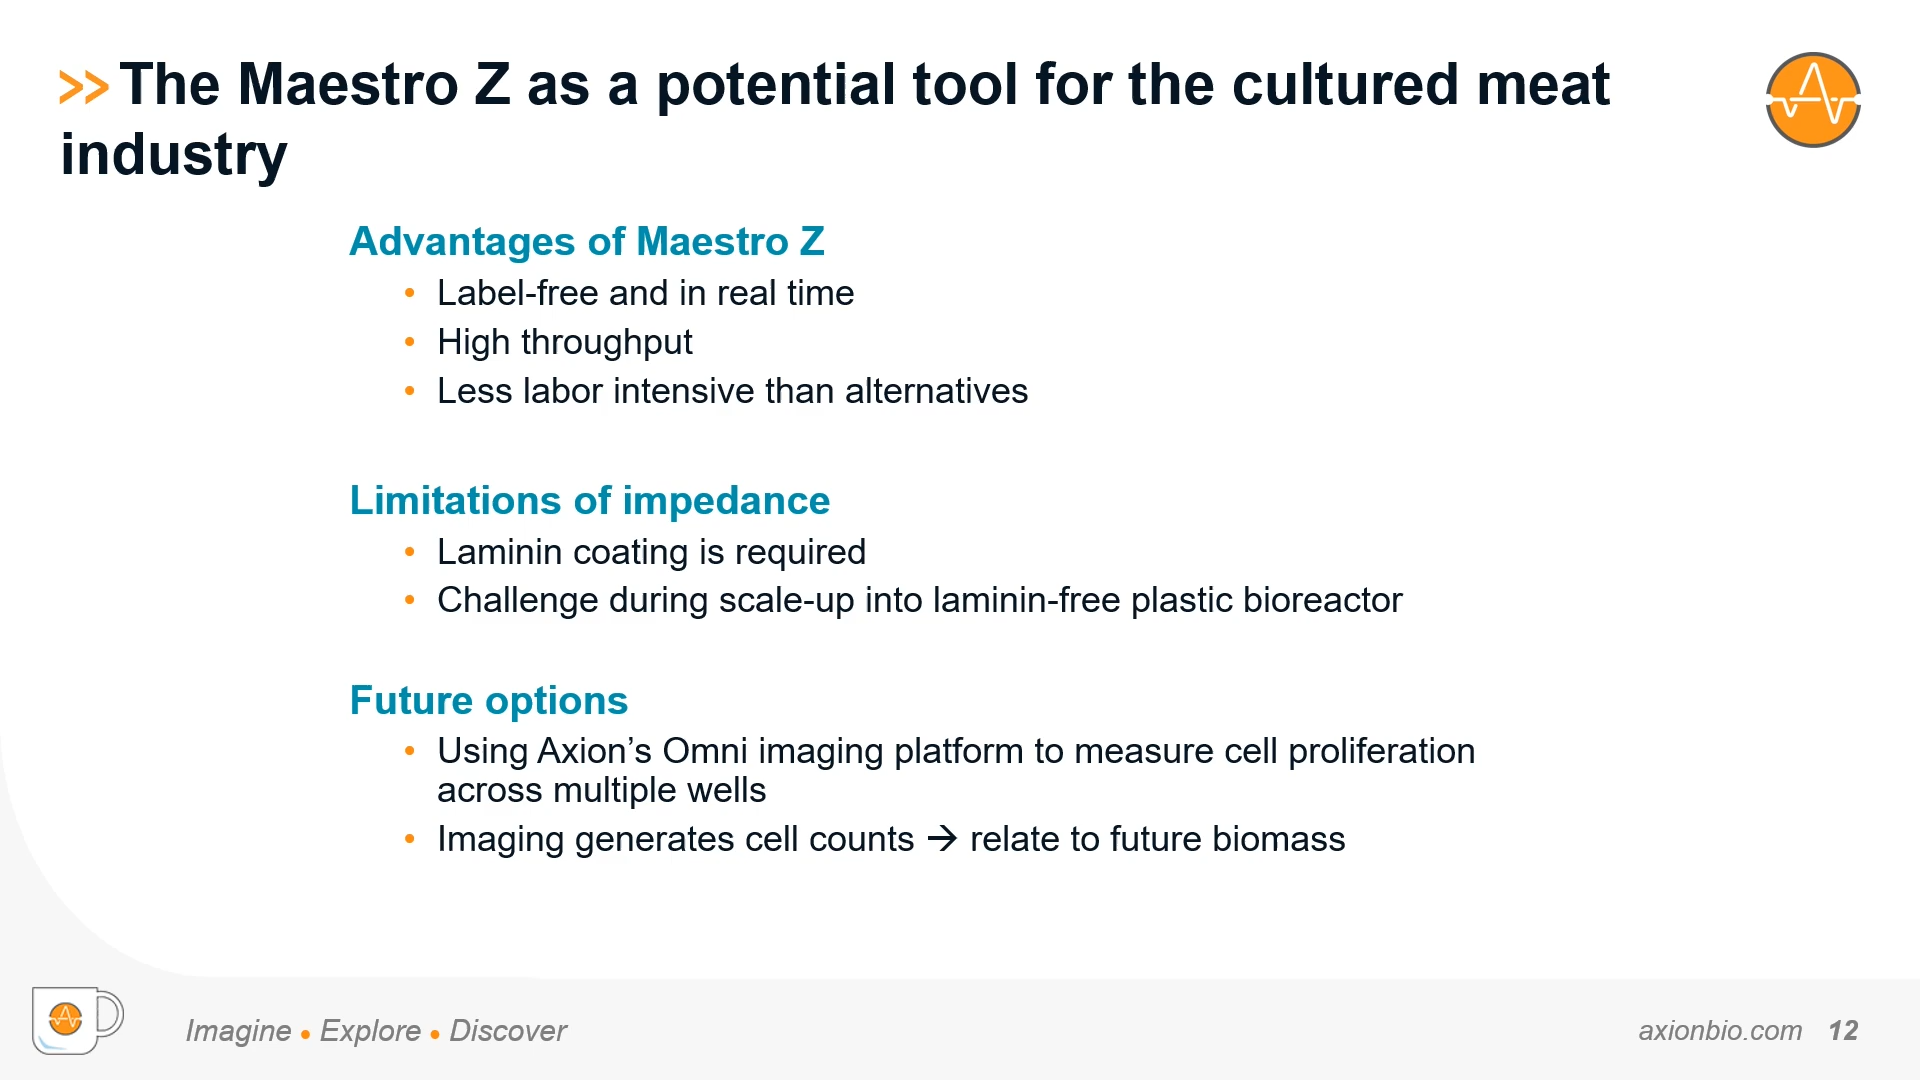 >> The Maestro Z as a potential tool for the cultured meat
industry
Advantages of Maestro Z
• Label-free and in real time
• High throughput
• Less labor intensive than alternatives
Limitations of impedance
• Laminin coating is required
• Challenge during scale-up into laminin-free plastic bioreactor
Future options
• Using Axion’s Omni imaging platform to measure cell proliferation
across multiple wells
• Imaging generates cell counts → relate to future biomass
Imagine • Explore • Discover
axionbio.com 12